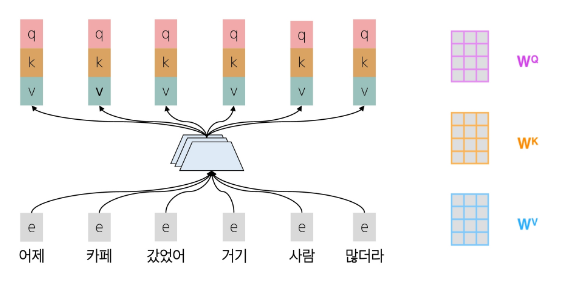 q q q q q q
k k k k k k
v v v v v v
W^Q
W^K
W^V
e e e e e e
어제 카페 갔었어 거기 사람 많더라